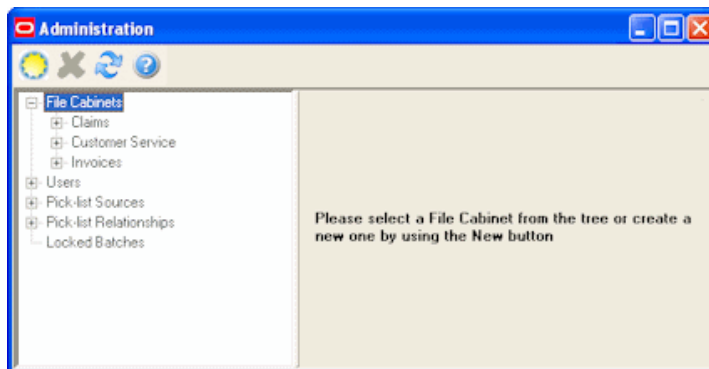 Administration
File Cabinets
Claims
Customer Service
Invoices
Users
Pick-list Sources
Pick-list Relationships
Locked Batches
Please select a File Cabinet from the tree or create a
new one by using the New button